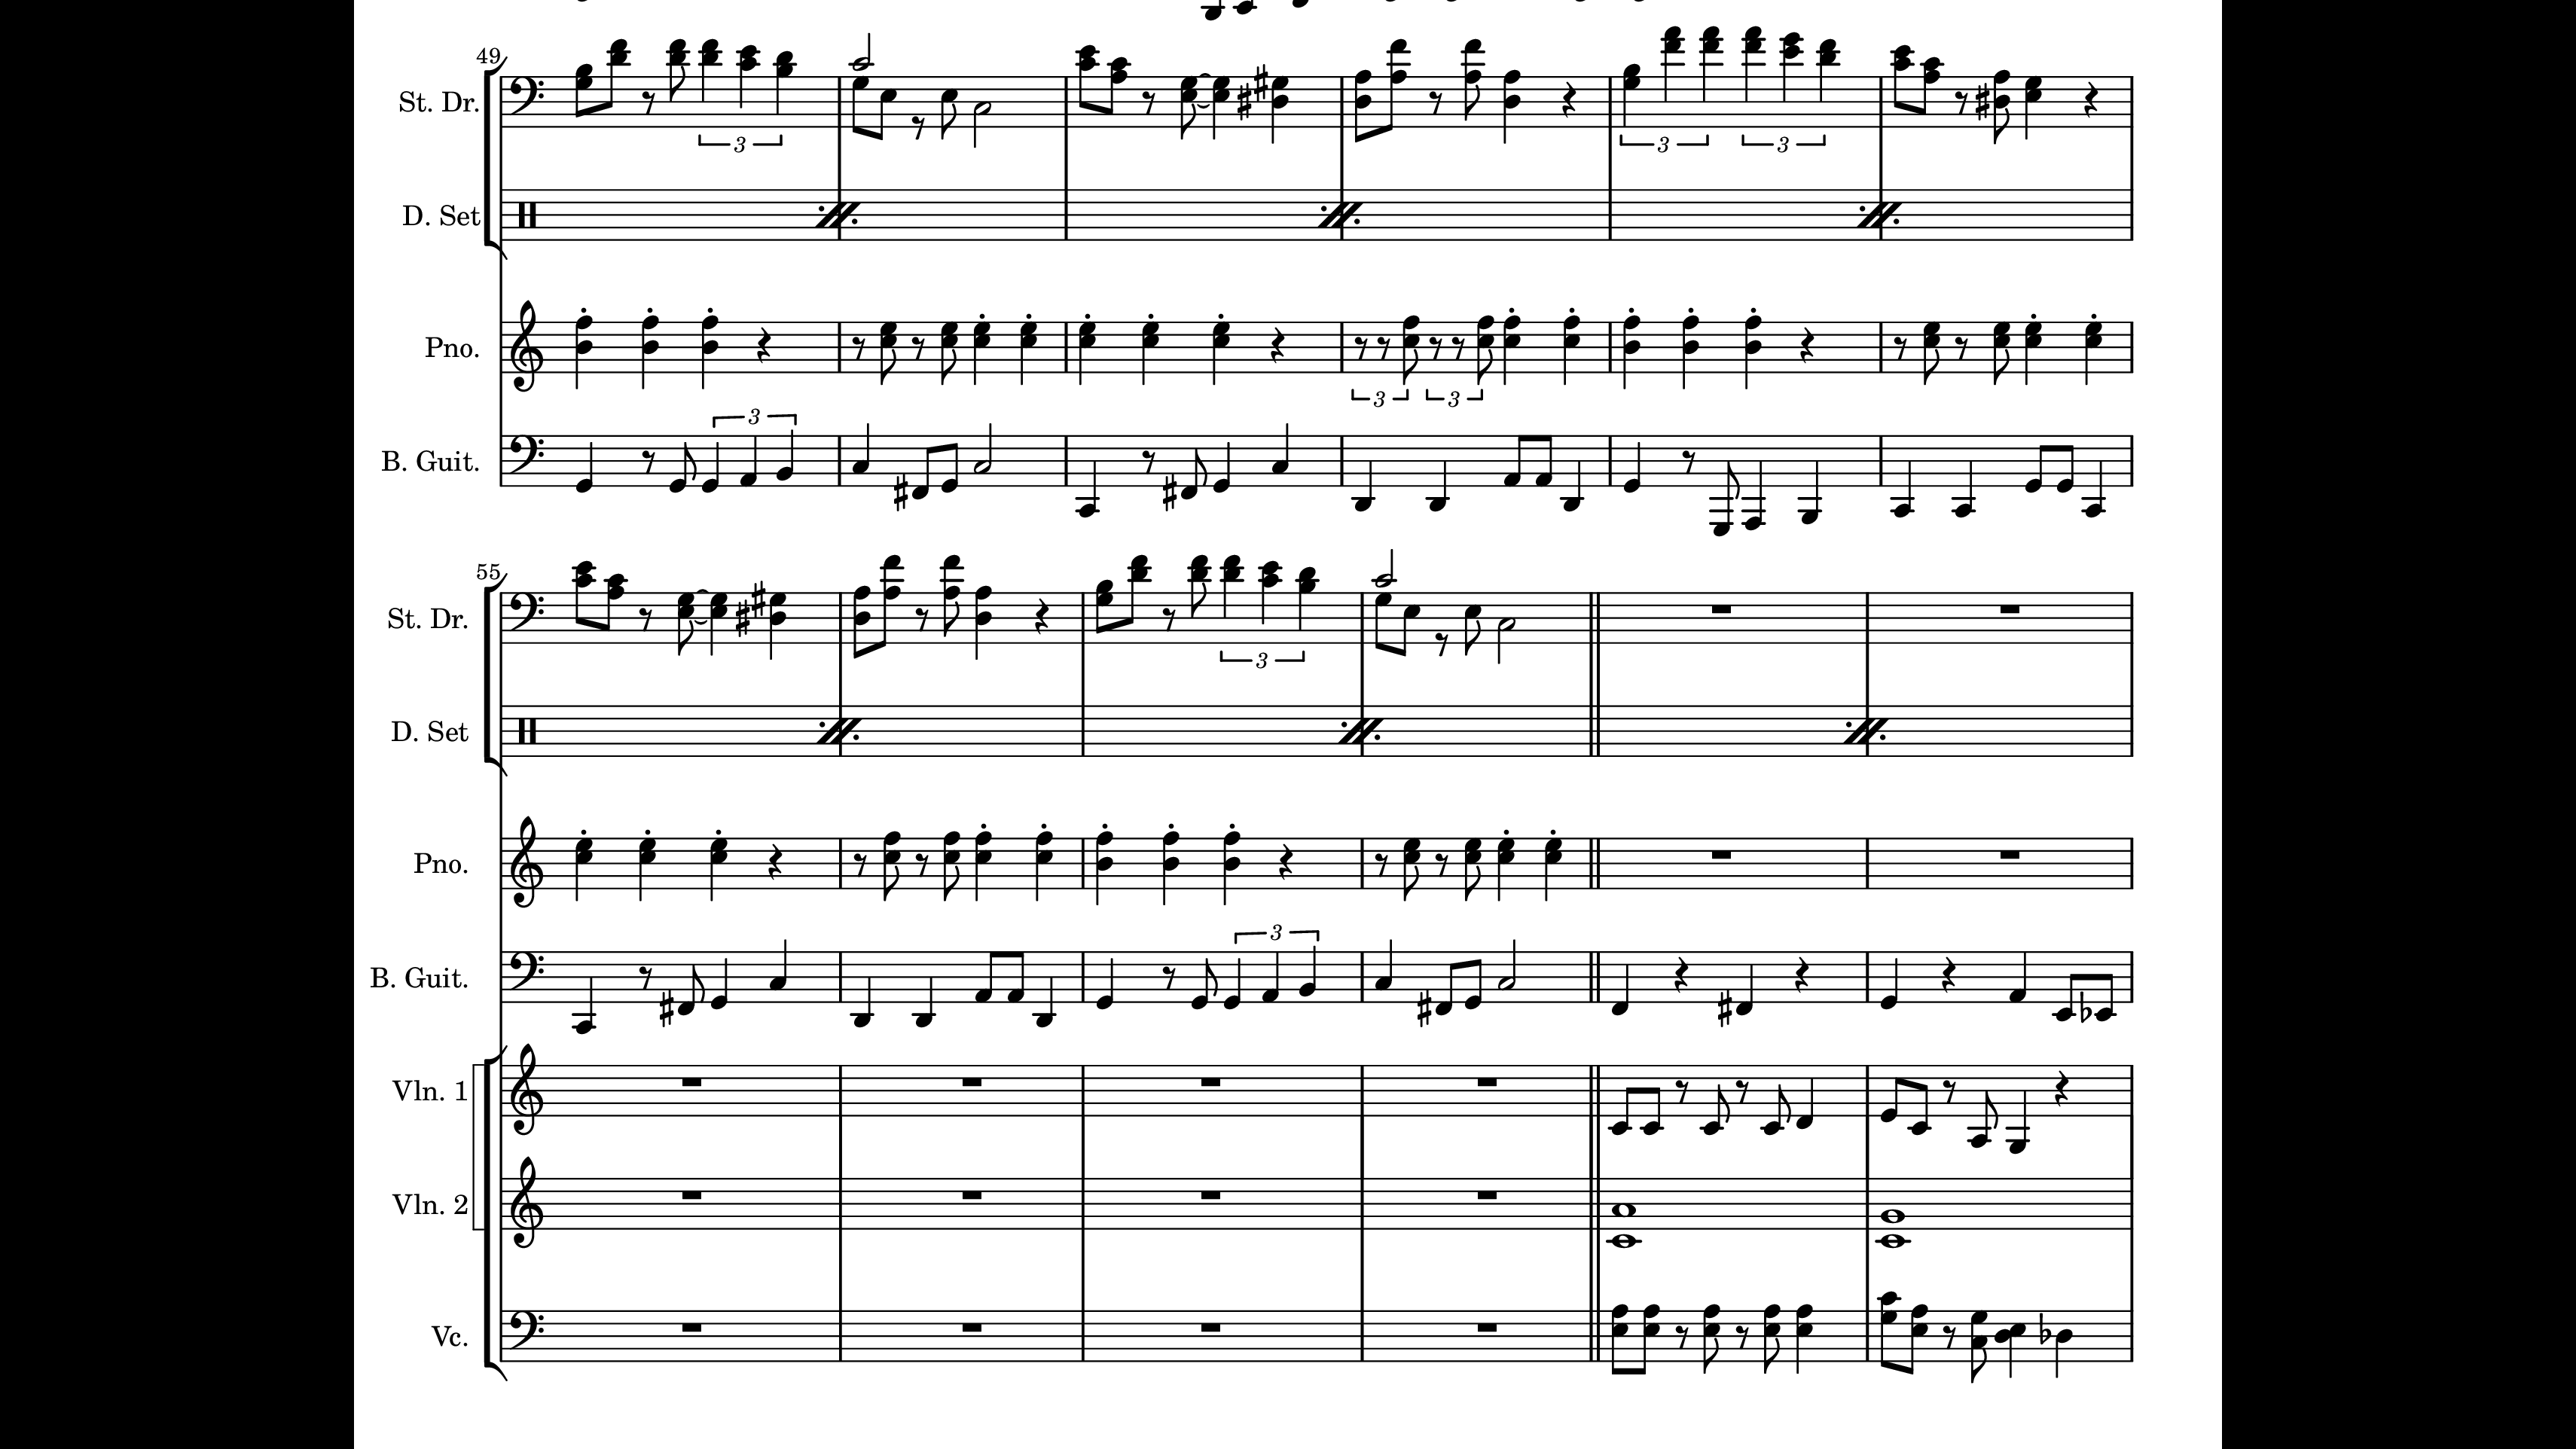 49
St. Dr.
3
3
3
D. Set
Pno.
3
3
3
B. Guit.
55
St. Dr.
3
D. Set
Pno.
3
B. Guit.
Vln. 1
Vln. 2
Vc.